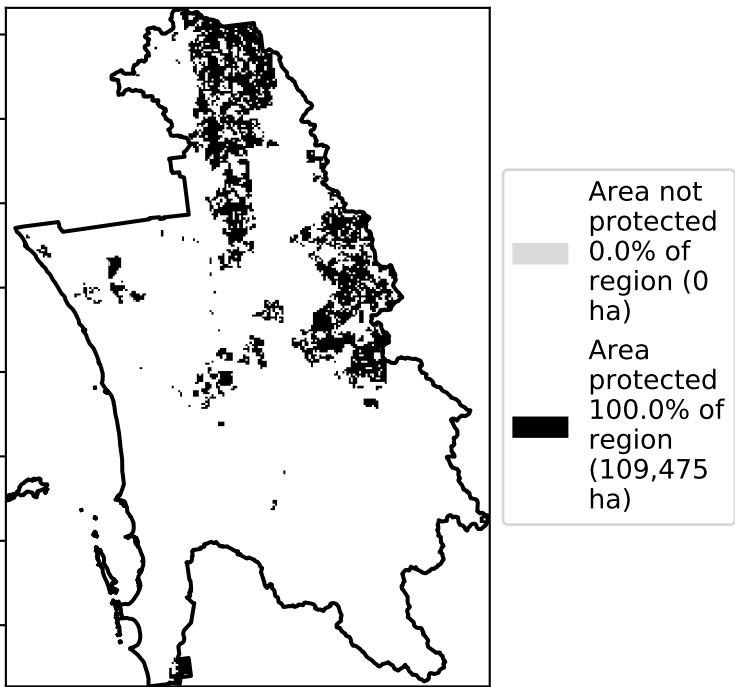 Area not
protected
0.0% of
region (0
ha)
Area
protected
100.0% of
region
(109,475
ha)